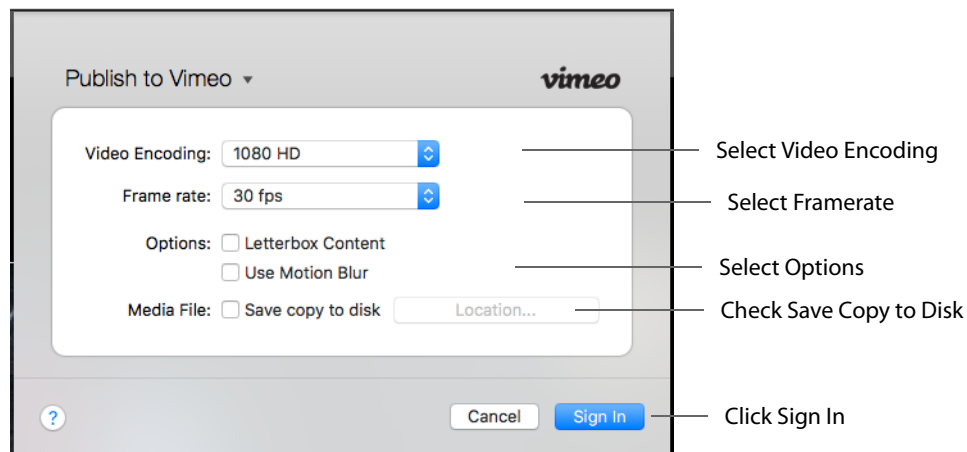 Publish to Vimeo
vimeo
Video Encoding: 1080 HD
Select Video Encoding
Frame rate: 30 fps
Select Framerate
Options: Letterbox Content
Use Motion Blur
Select Options
Media File: Save copy to disk Location...
Check Save Copy to Disk
? Cancel Sign In
Click Sign In